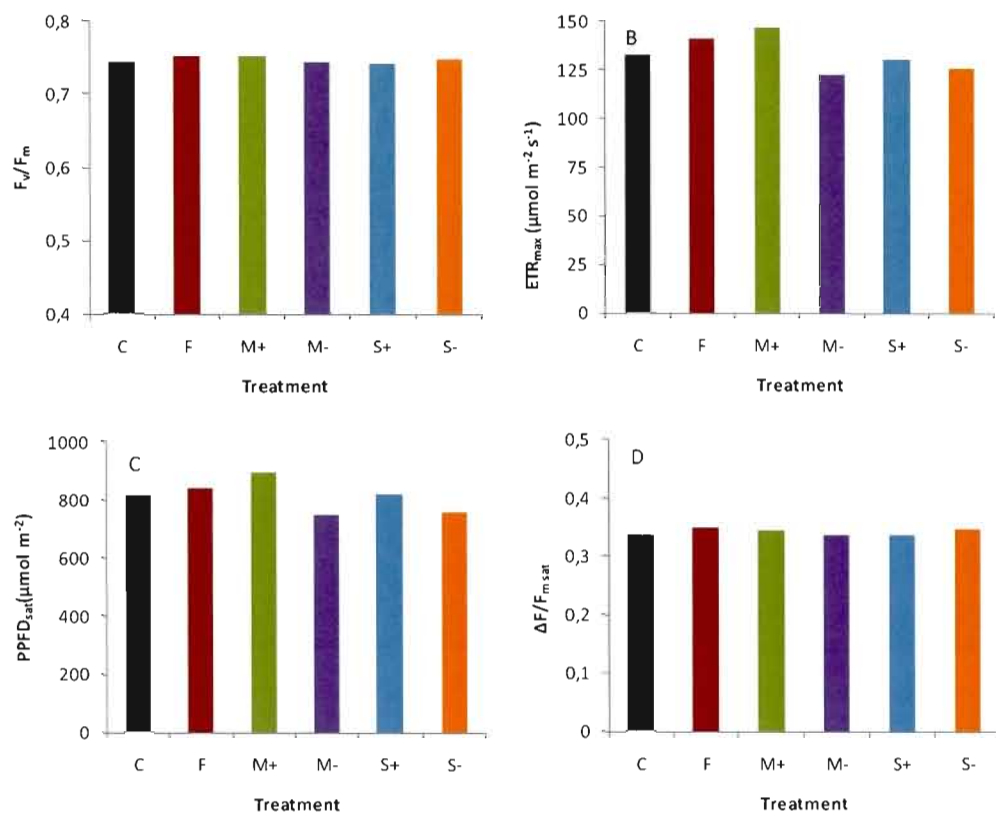 0,8
0,7
0,6
0,5
0,4
Fv/Fm
C F M+ M- S+ S-
Treatment
B
150
125
100
75
50
25
0
ETRmax (µmol m-2 s-1)
C F M+ M- S+ S-
Treatment
C
1000
800
600
400
200
0
PPFDsat(µmol m-2)
C F M+ M- S+ S-
Treatment
D
0,5
0,4
0,3
0,2
0,1
0
ΔF/Fm sat
C F M+ M- S+ S-
Treatment